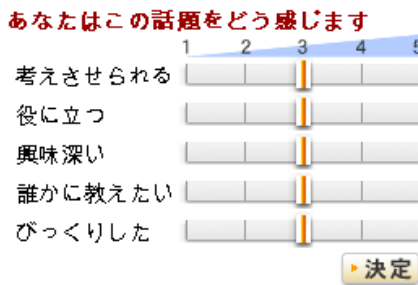 あなたはこの話題をどう感じます
1 2 3 4 5
考えさせられる
役に立つ
興味深い
誰かに教えたい
びっくりした
決定